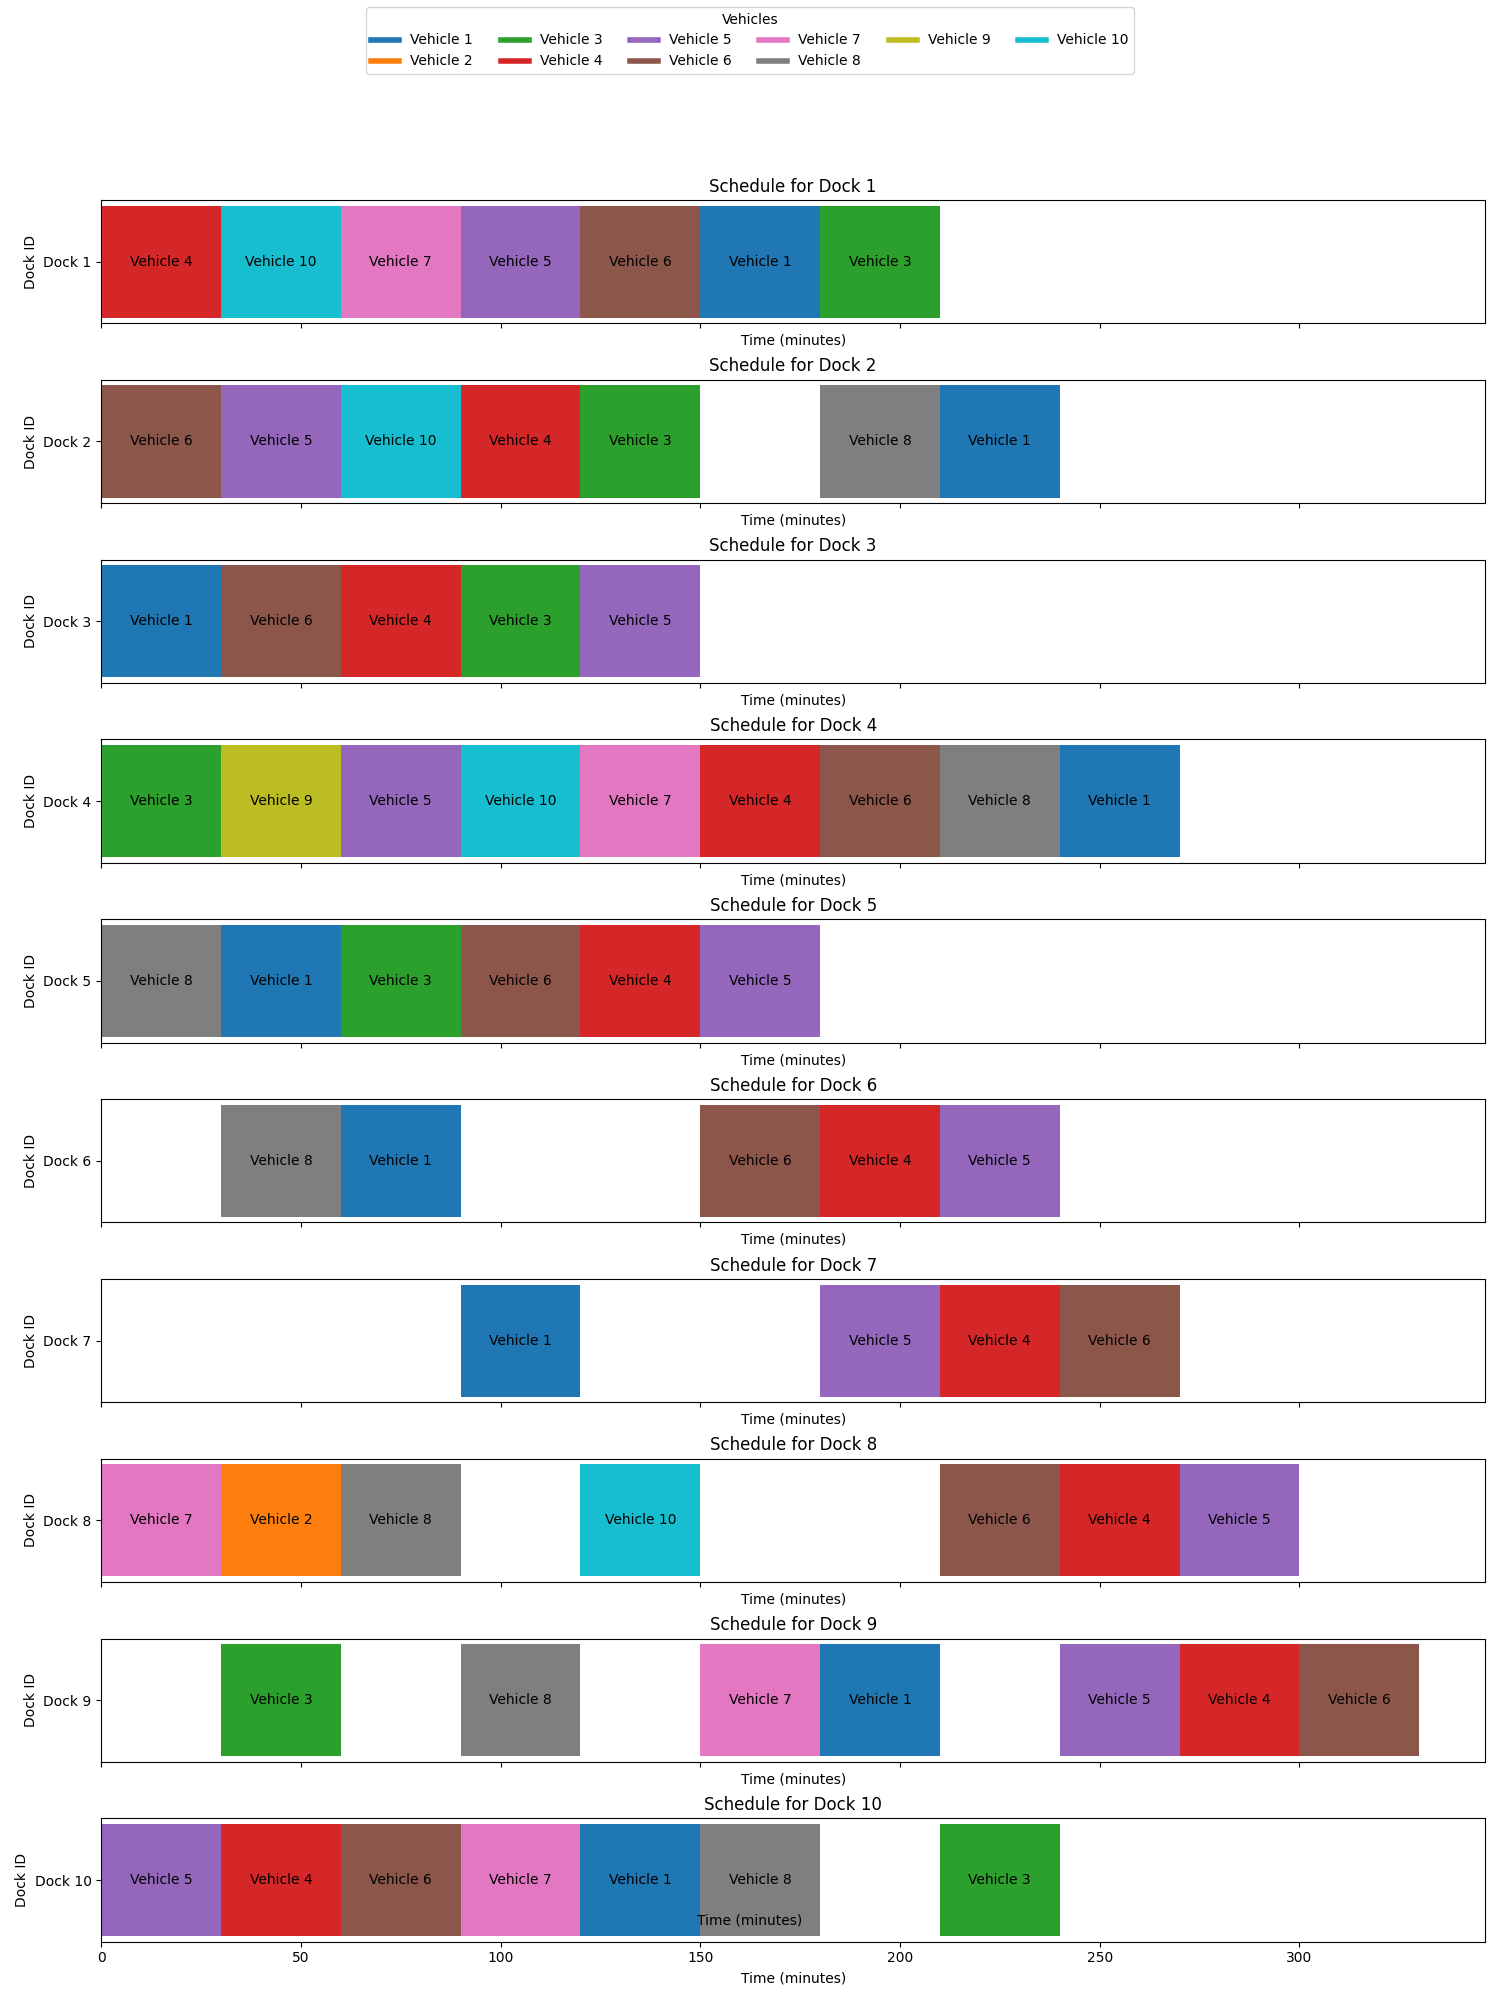 Vehicles
Vehicle 1 Vehicle 3 Vehicle 5 Vehicle 7 Vehicle 9 Vehicle 10
Vehicle 2 Vehicle 4 Vehicle 6 Vehicle 8
Schedule for Dock 1
Dock ID
Dock 1
Vehicle 4 Vehicle 10 Vehicle 7 Vehicle 5 Vehicle 6 Vehicle 1 Vehicle 3
Time (minutes)
Schedule for Dock 2
Dock ID
Dock 2
Vehicle 6 Vehicle 5 Vehicle 10 Vehicle 4 Vehicle 3 Vehicle 8 Vehicle 1
Time (minutes)
Schedule for Dock 3
Dock ID
Dock 3
Vehicle 1 Vehicle 6 Vehicle 4 Vehicle 3 Vehicle 5
Time (minutes)
Schedule for Dock 4
Dock ID
Dock 4
Vehicle 3 Vehicle 9 Vehicle 5 Vehicle 10 Vehicle 7 Vehicle 4 Vehicle 6 Vehicle 8 Vehicle 1
Time (minutes)
Schedule for Dock 5
Dock ID
Dock 5
Vehicle 8 Vehicle 1 Vehicle 3 Vehicle 6 Vehicle 4 Vehicle 5
Time (minutes)
Schedule for Dock 6
Dock ID
Dock 6
Vehicle 8 Vehicle 1 Vehicle 6 Vehicle 4 Vehicle 5
Time (minutes)
Schedule for Dock 7
Dock ID
Dock 7
Vehicle 1 Vehicle 5 Vehicle 4 Vehicle 6
Time (minutes)
Schedule for Dock 8
Dock ID
Dock 8
Vehicle 7 Vehicle 2 Vehicle 8 Vehicle 10 Vehicle 6 Vehicle 4 Vehicle 5
Time (minutes)
Schedule for Dock 9
Dock ID
Dock 9
Vehicle 3 Vehicle 8 Vehicle 7 Vehicle 1 Vehicle 5 Vehicle 4 Vehicle 6
Time (minutes)
Schedule for Dock 10
Dock ID
Dock 10
Vehicle 5 Vehicle 4 Vehicle 6 Vehicle 7 Vehicle 1 Vehicle 8 Vehicle 3
Time (minutes)
0 50 100 150 200 250 300
Time (minutes)